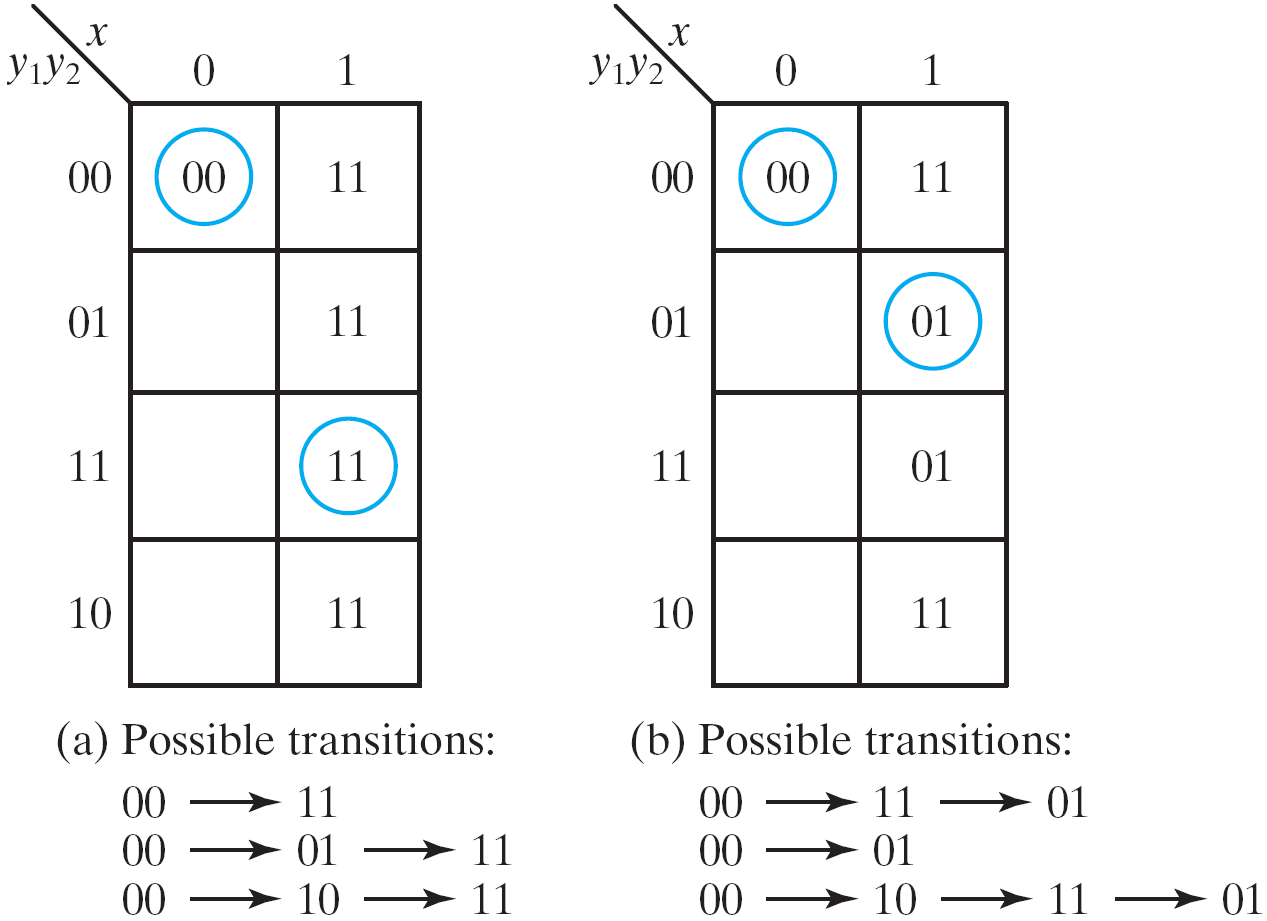 x
y1y2 0 1
00 00 11
01 11
11 11
10 11
(a) Possible transitions:
00 → 11
00 → 01 → 11
00 → 10 → 11
x
y1y2 0 1
00 00 11
01 01
11 01
10 11
(b) Possible transitions:
00 → 11 → 01
00 → 01
00 → 10 → 11 → 01